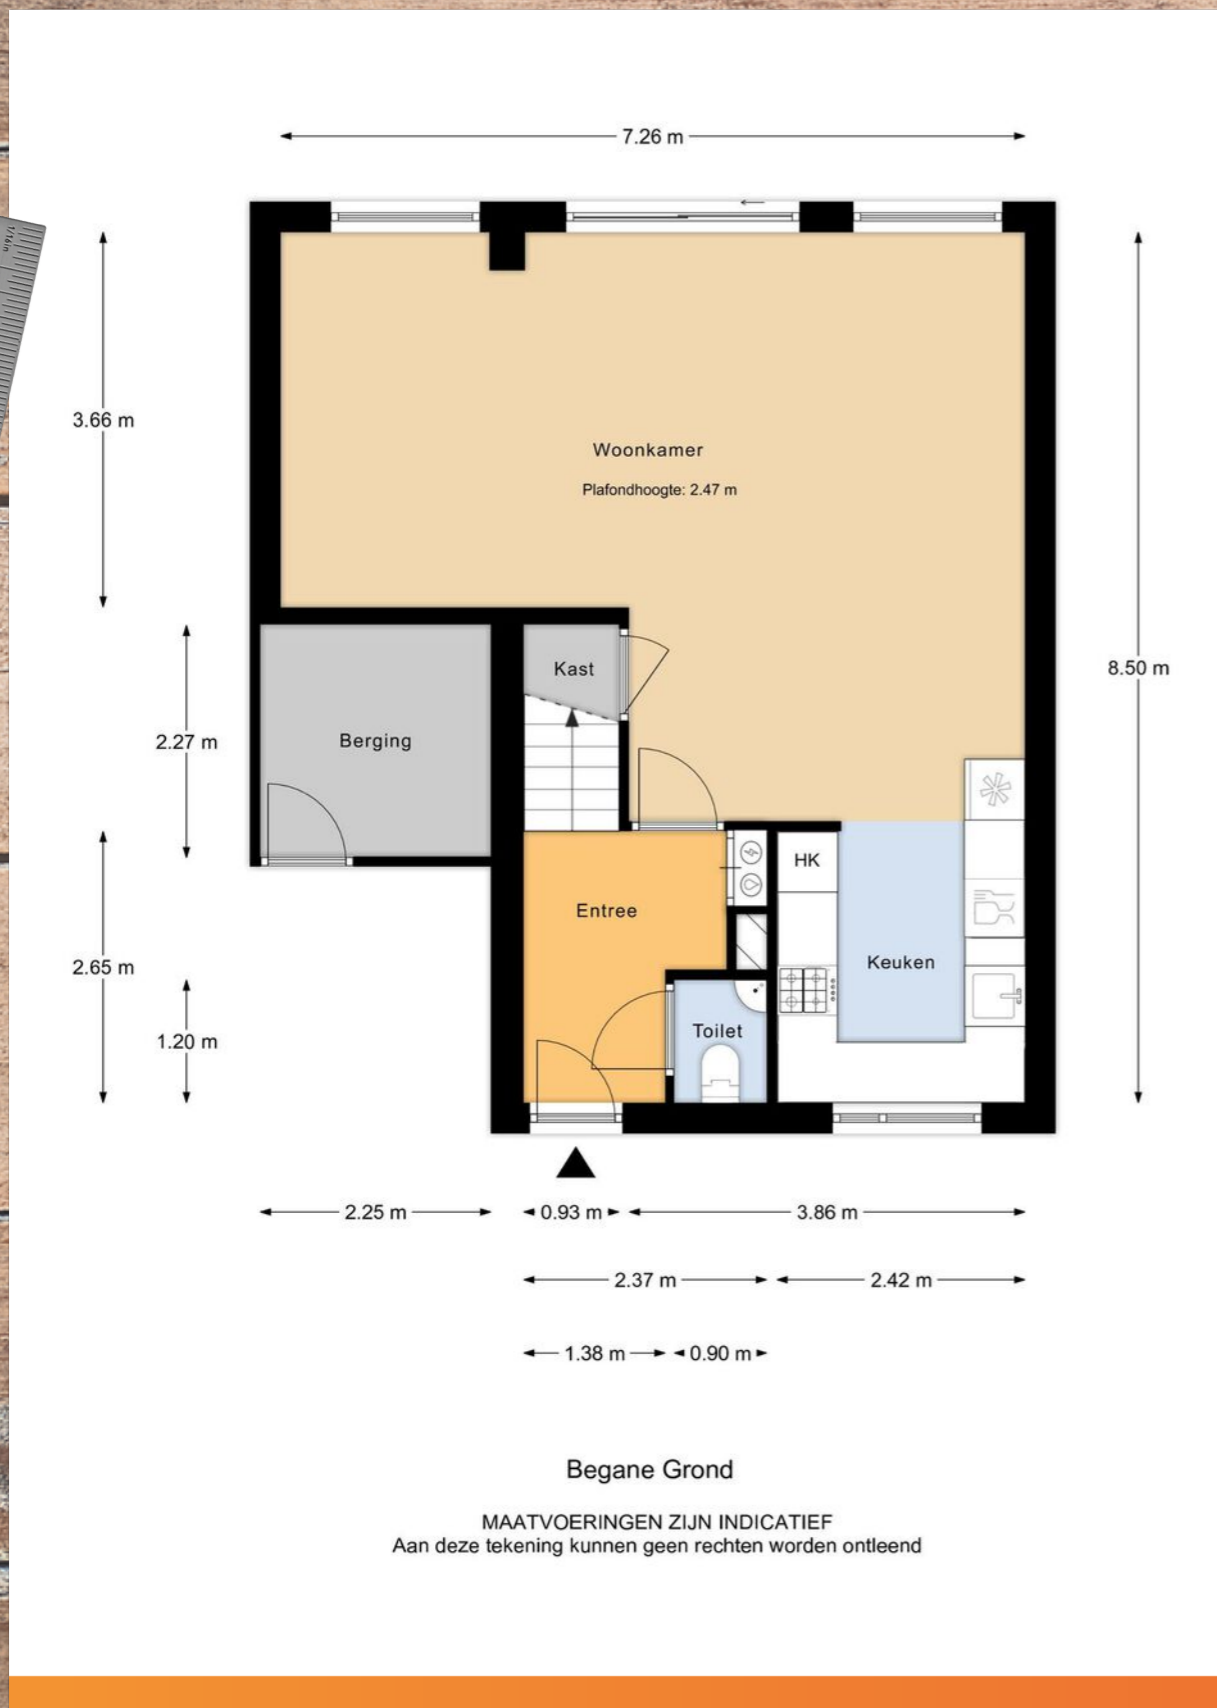 7.26 m
1/16in
3.66 m
Woonkamer
Plafondhoogte: 2.47 m
Kast
8.50 m
Berging
2.27 m
HK
Entree
Keuken
2.65 m
Toilet
1.20 m
2.25 m
0.93 m
3.86 m
2.37 m
2.42 m
1.38 m
0.90 m
Begane Grond
MAATVOERINGEN ZIJN INDICATIEF
Aan deze tekening kunnen geen rechten worden ontleend